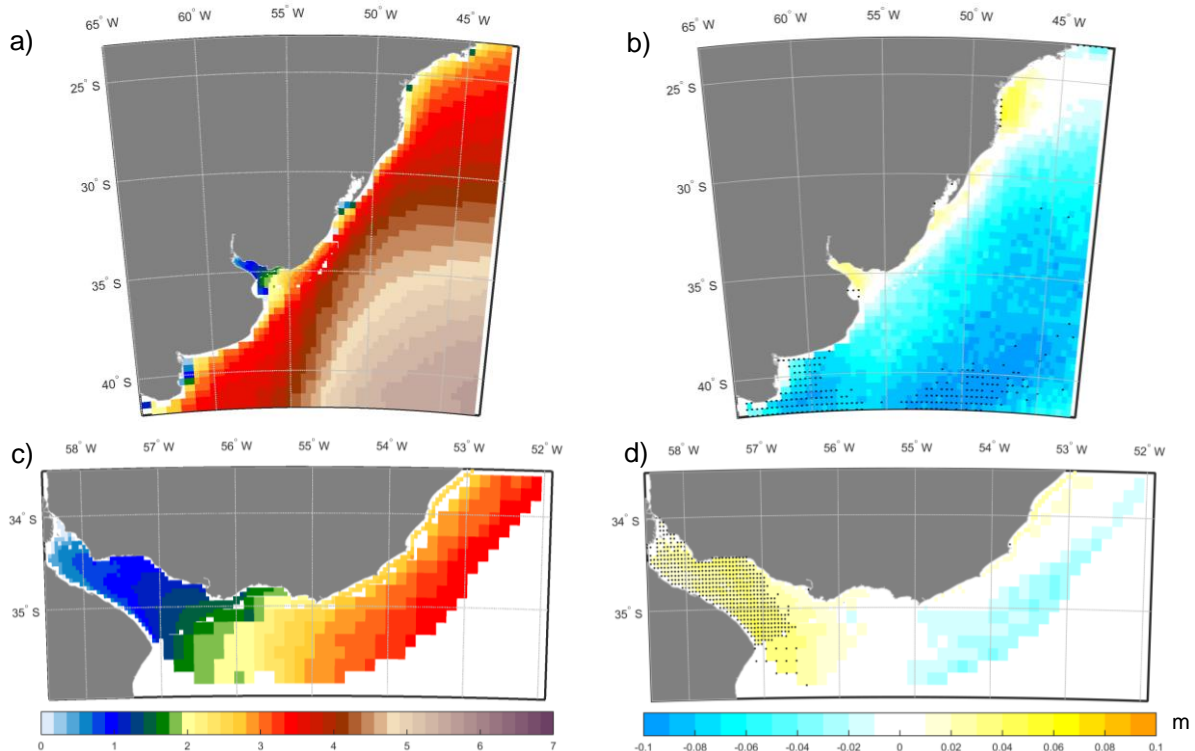 65° W 60° W 55° W 50° W 45° W
a)
25° S
30° S
35° S
40° S
65° W 60° W 55° W 50° W 45° W
b)
25° S
30° S
35° S
40° S
58° W 57° W 56° W 55° W 54° W 53° W 52° W
c)
34° S
35° S
0 1 2 3 4 5 6 7
58° W 57° W 56° W 55° W 54° W 53° W 52° W
d)
34° S
35° S
-0.1 -0.08 -0.06 -0.04 -0.02 0 0.02 0.04 0.06 0.08 0.1
m